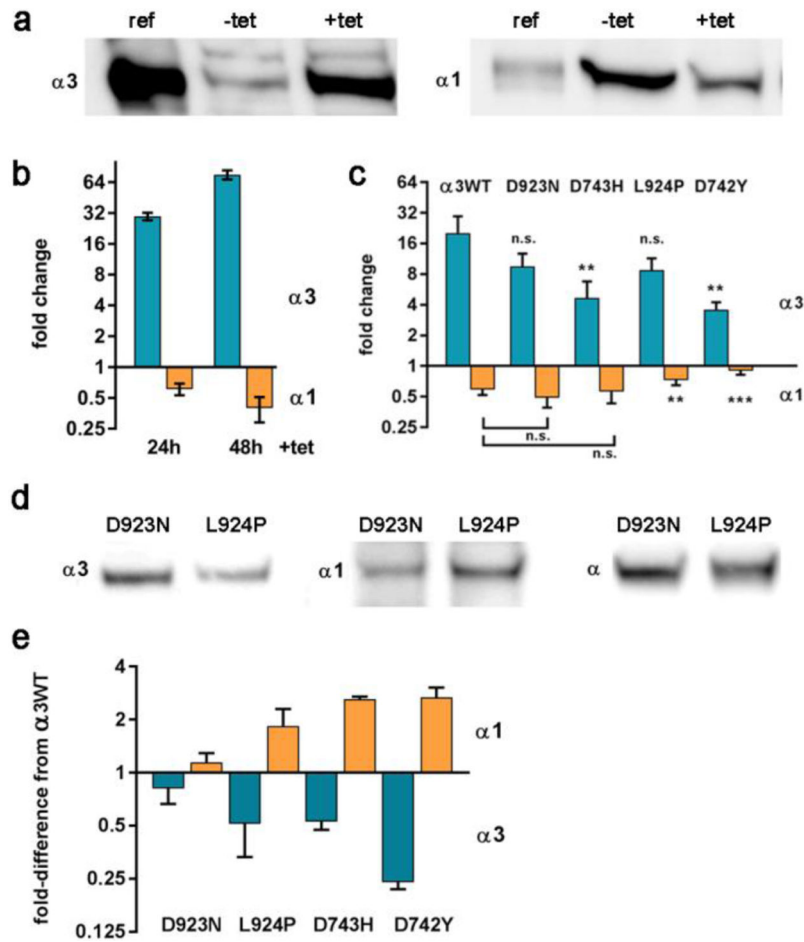 a
ref -tet +tet
α3
ref -tet +tet
α1
b
64
32
16
8
4
2
1
0.5
0.25
fold change
α3
α1
24h 48h +tet
c
α3WT D923N D743H L924P D742Y
64
32
16
8
4
2
1
0.5
0.25
fold change
n.s. ** n.s. **
α3
α1
** ***
n.s.
n.s.
d
D923N L924P
α3
D923N L924P
α1
D923N L924P
α
e
4
2
1
0.5
0.25
0.125
fold-difference from α3WT
α1
α3
D923N L924P D743H D742Y